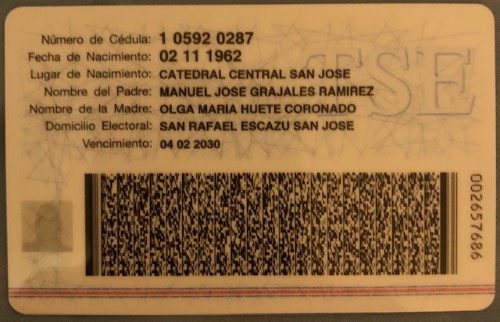 Número de Cédula: 1 0592 0287
Fecha de Nacimiento: 02 11 1962
Lugar de Nacimiento: CATEDRAL CENTRAL SAN JOSE
Nombre del Padre: MANUEL JOSE GRAJALES RAMIREZ
Nombre de la Madre: OLGA MARIA HUETE CORONADO
Domicilio Electoral: SAN RAFAEL ESCAZU SAN JOSE
Vencimiento: 04 02 2030
TSE
002657686